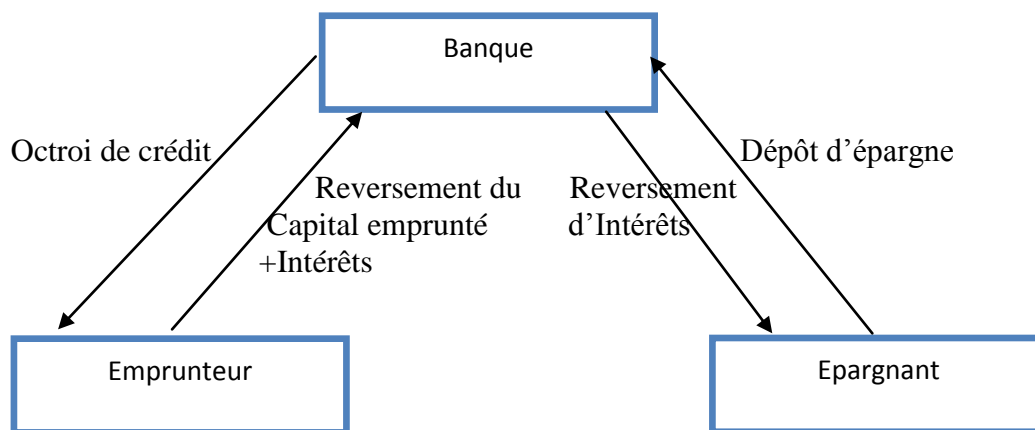 Banque
Octroi de crédit
Dépôt d’épargne
Reversement du
Capital emprunté
+Intérêts
Reversement
d’Intérêts
Emprunteur
Epargnant